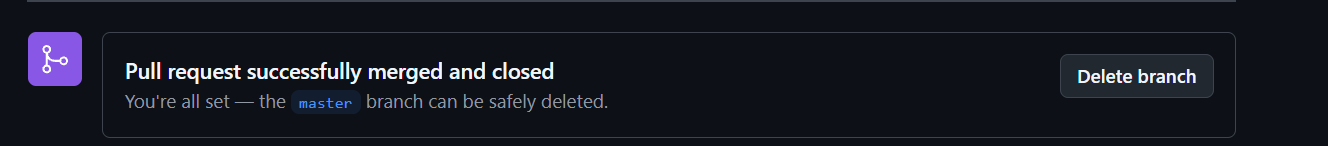 Pull request successfully merged and closed
You're all set — the master branch can be safely deleted.
Delete branch